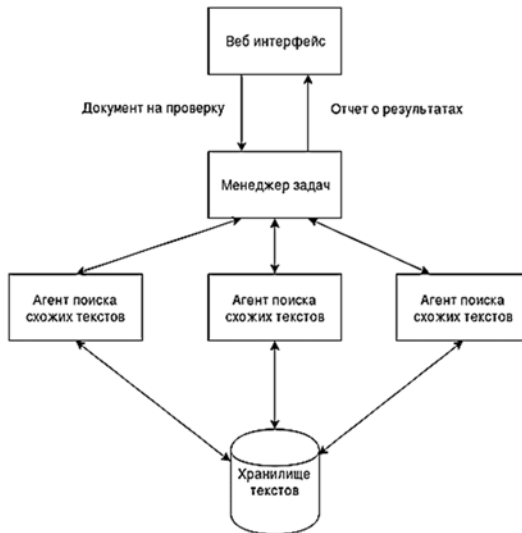 Веб интерфейс
Документ на проверку
Отчет о результатах
Менеджер задач
Агент поиска
схожих текстов
Агент поиска
схожих текстов
Агент поиска
схожих текстов
Хранилище
текстов